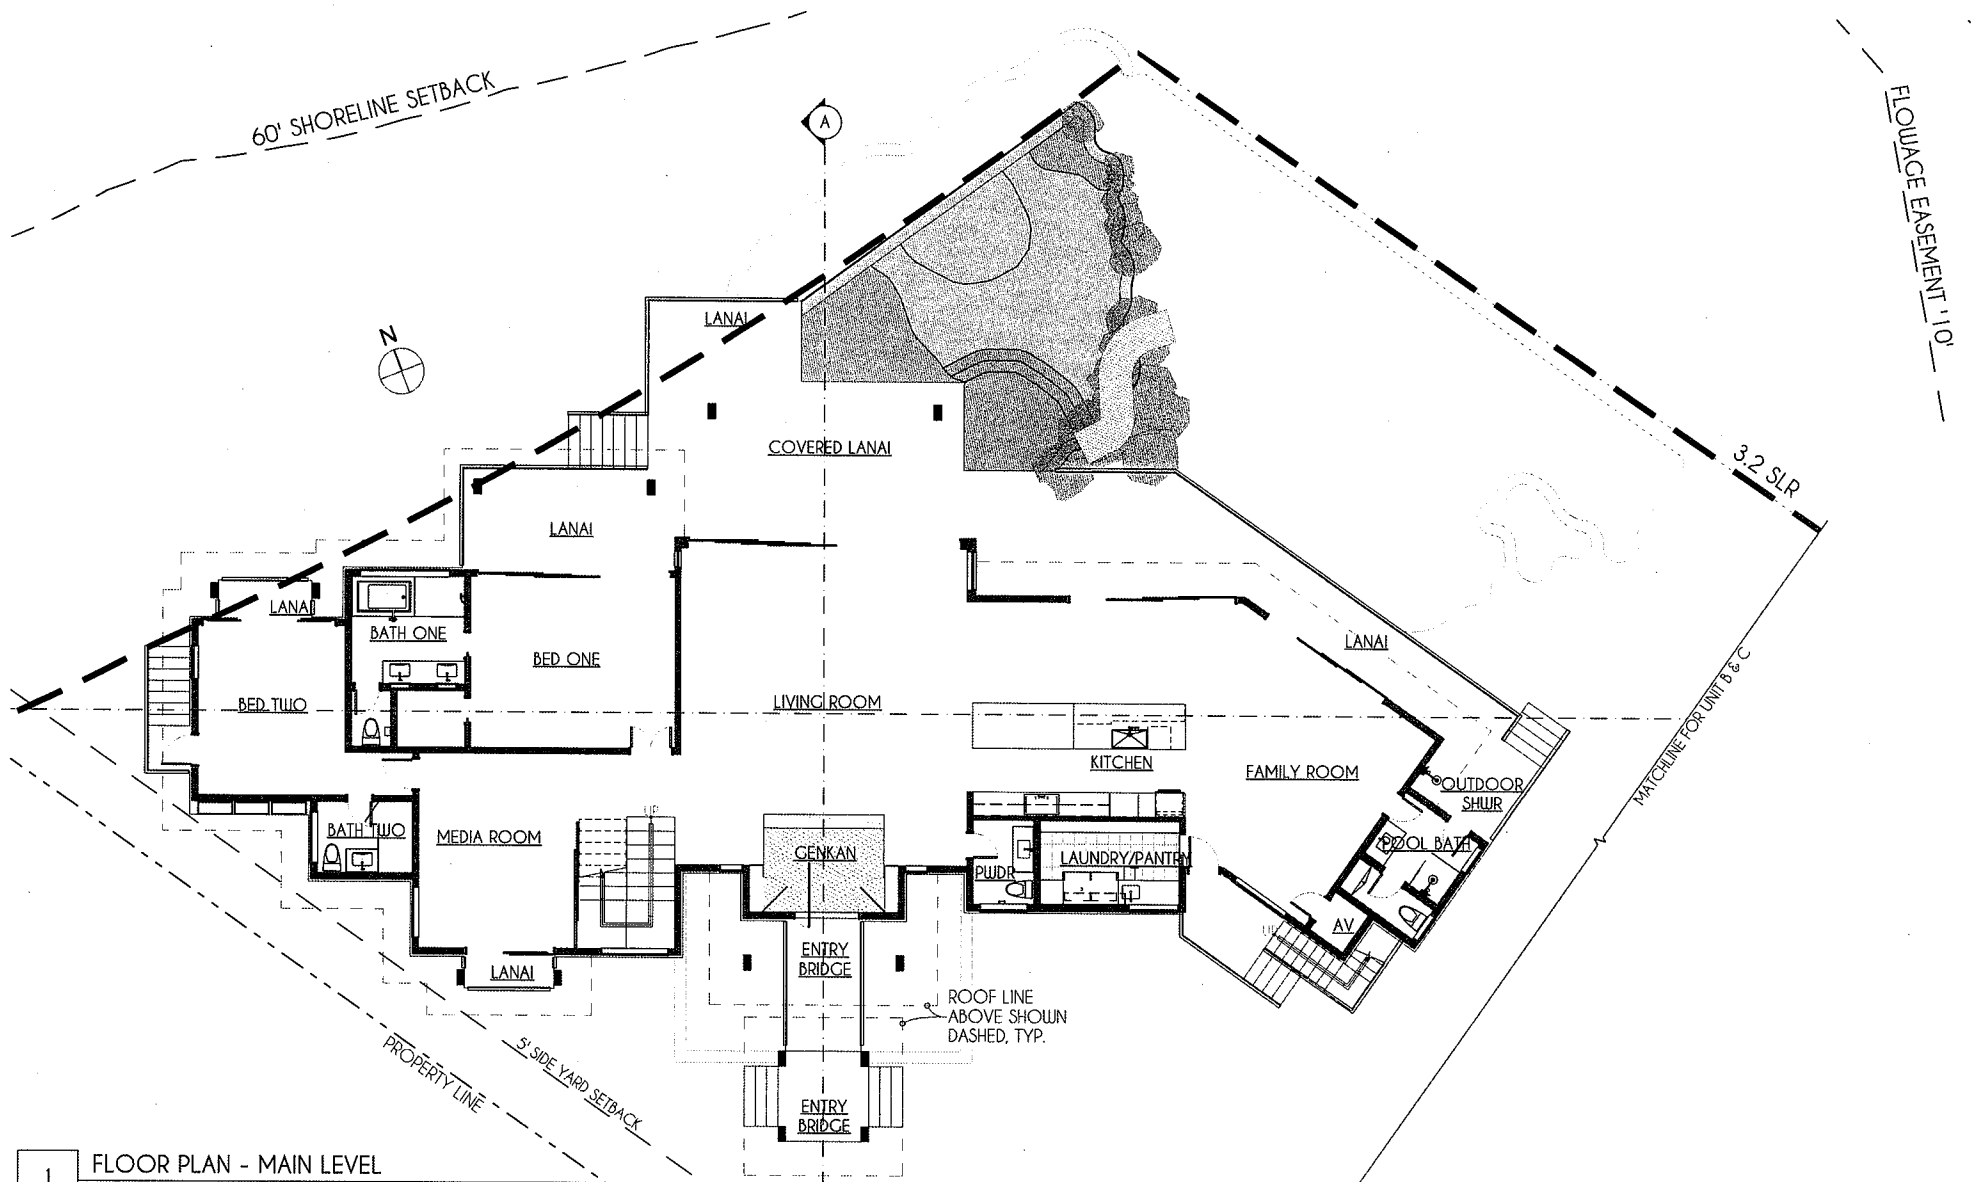 60' SHORELINE SETBACK
A
FLOWAGE EASEMENT '10'
N
LANAI
COVERED LANAI
3.2 SLR
LANAI
LANAI
BATH ONE
BED ONE
LANAI
BED TWO
LIVING ROOM
KITCHEN
FAMILY ROOM
OUTDOOR
SHWR
MATCHLINE FOR UNIT B & C
UP
BATH TWO
MEDIA ROOM
GENKAN
PWDR
LAUNDRY/PANTRY
POOL BATH
AV
UP
LANAI
ENTRY
BRIDGE
ROOF LINE
ABOVE SHOWN
DASHED, TYP.
PROPERTY LINE
5' SIDE YARD SETBACK
ENTRY
BRIDGE
1
FLOOR PLAN - MAIN LEVEL